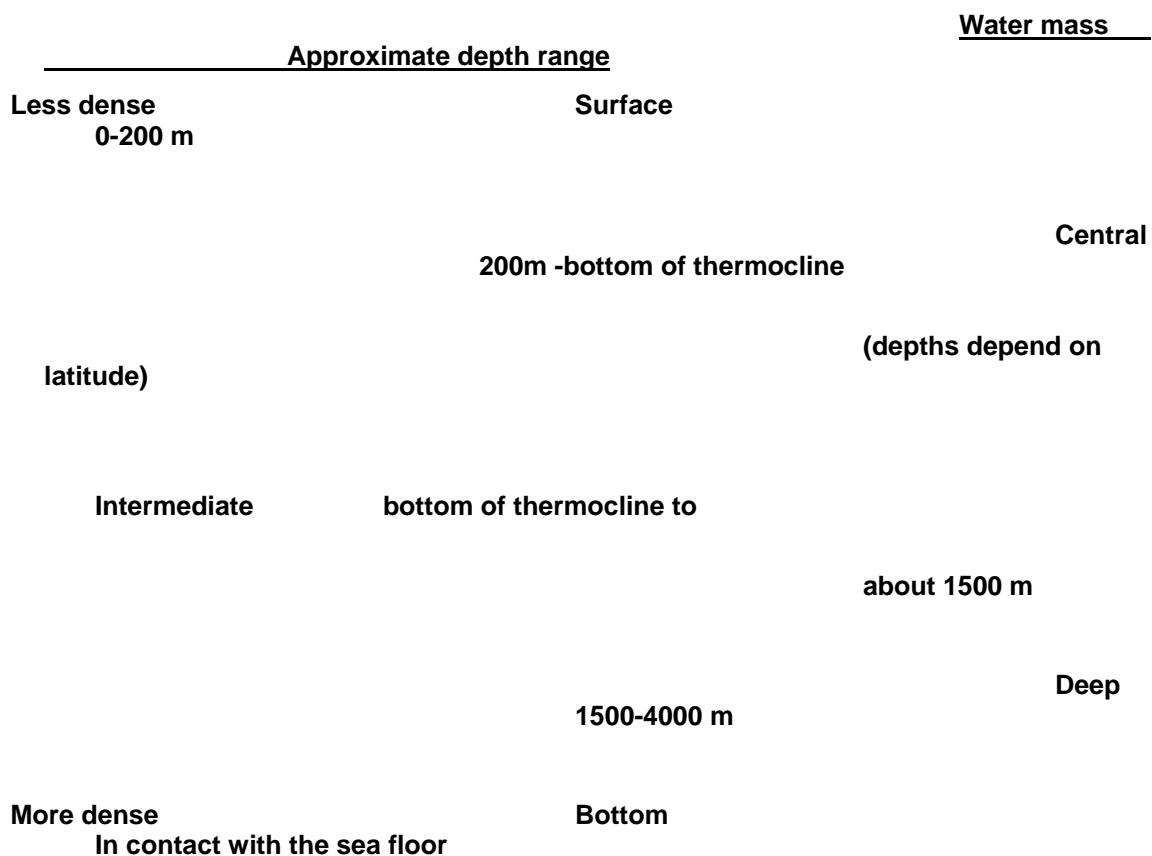 Water mass
Approximate depth range
Less dense Surface
0-200 m
Central
200m -bottom of thermocline
(depths depend on
latitude)
Intermediate bottom of thermocline to
about 1500 m
Deep
1500-4000 m
More dense Bottom
In contact with the sea floor